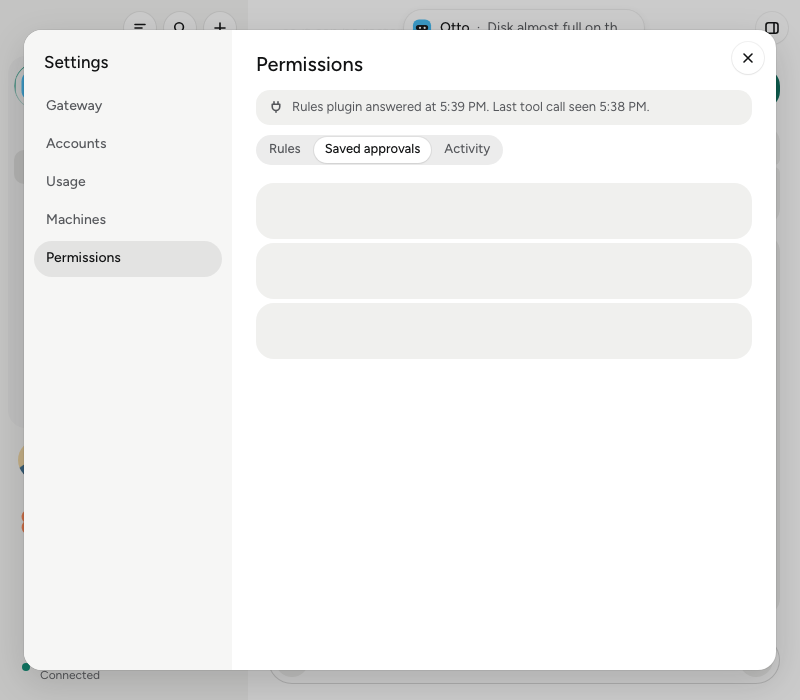 Otto · Disk almost full on th
Settings
Gateway
Accounts
Usage
Machines
Permissions
Permissions
Rules plugin answered at 5:39 PM. Last tool call seen 5:38 PM.
Rules
Saved approvals
Activity
Connected